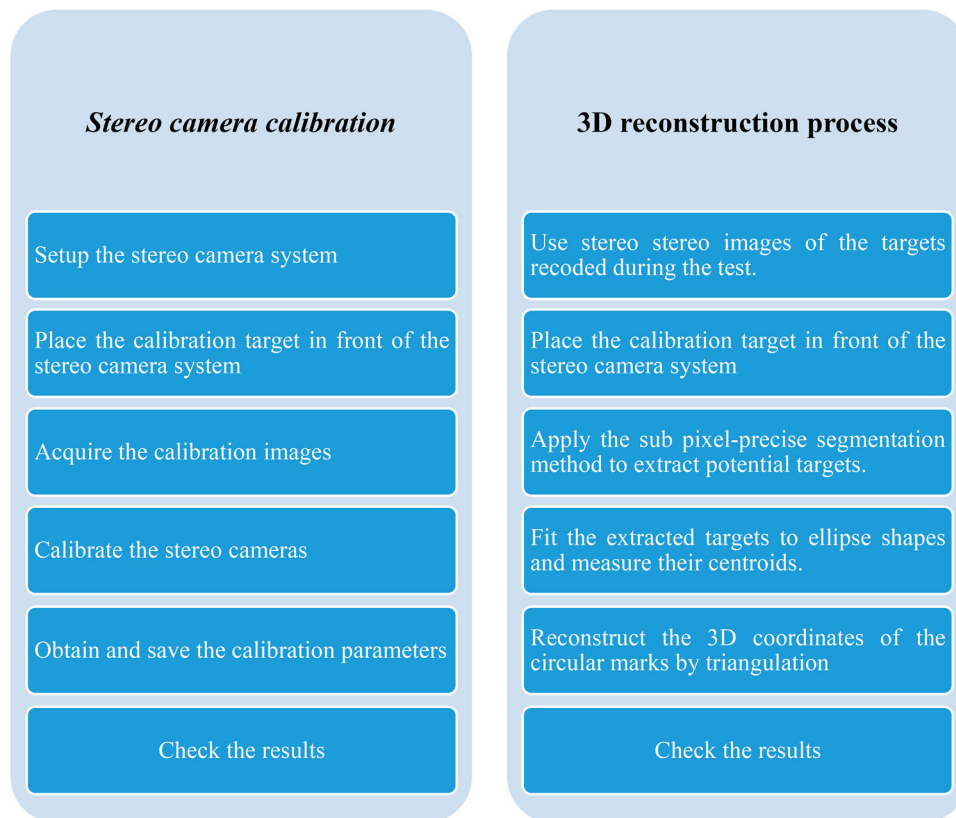 Stereo camera calibration
Setup the stereo camera system
Place the calibration target in front of the
stereo camera system
Acquire the calibration images
Calibrate the stereo cameras
Obtain and save the calibration parameters
Check the results
3D reconstruction process
Use stereo stereo images of the targets
recoded during the test.
Place the calibration target in front of the
stereo camera system
Apply the sub pixel-precise segmentation
method to extract potential targets.
Fit the extracted targets to ellipse shapes
and measure their centroids.
Reconstruct the 3D coordinates of the
circular marks by triangulation
Check the results